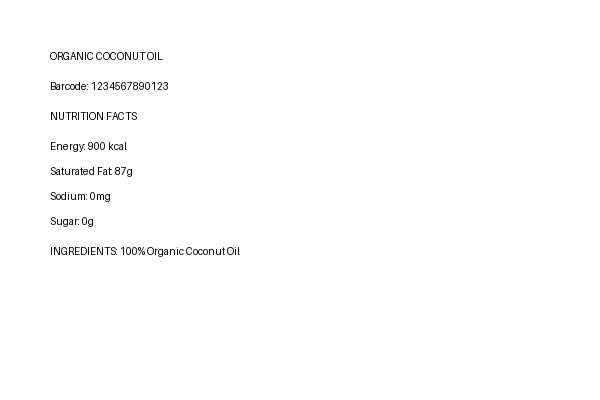 ORGANIC COCONUT OIL
Barcode: 1234567890123
NUTRITION FACTS
Energy: 900 kcal
Saturated Fat: 87g
Sodium: 0mg
Sugar: 0g
INGREDIENTS: 100% Organic Coconut Oil